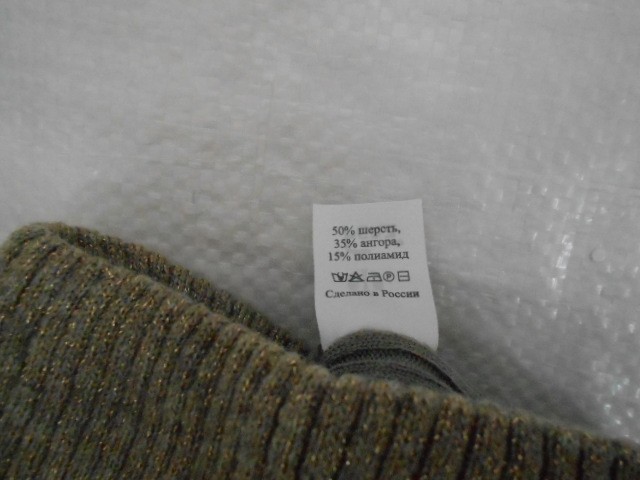 50% шерсть,
35% ангора,
15% полиамид
Сделано в России